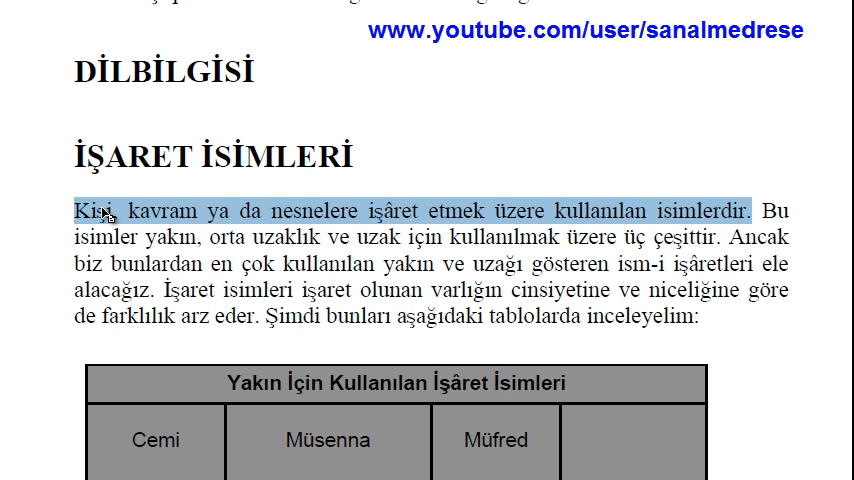 www.youtube.com/user/sanalmedrese
DİLBİLGİSİ
İŞARET İSİMLERİ
Kişi, kavram ya da nesnelere işâret etmek üzere kullanılan isimlerdir. Bu
isimler yakın, orta uzaklık ve uzak için kullanılmak üzere üç çeşittir. Ancak
biz bunlardan en çok kullanılan yakın ve uzağı gösteren ism-i işâretleri ele
alacağız. İşaret isimleri işaret olunan varlığın cinsiyetine ve niceliğine göre
de farklılık arz eder. Şimdi bunları aşağıdaki tablolarda inceleyelim:
Yakın İçin Kullanılan İşâret İsimleri
Cemi Müsenna Müfred